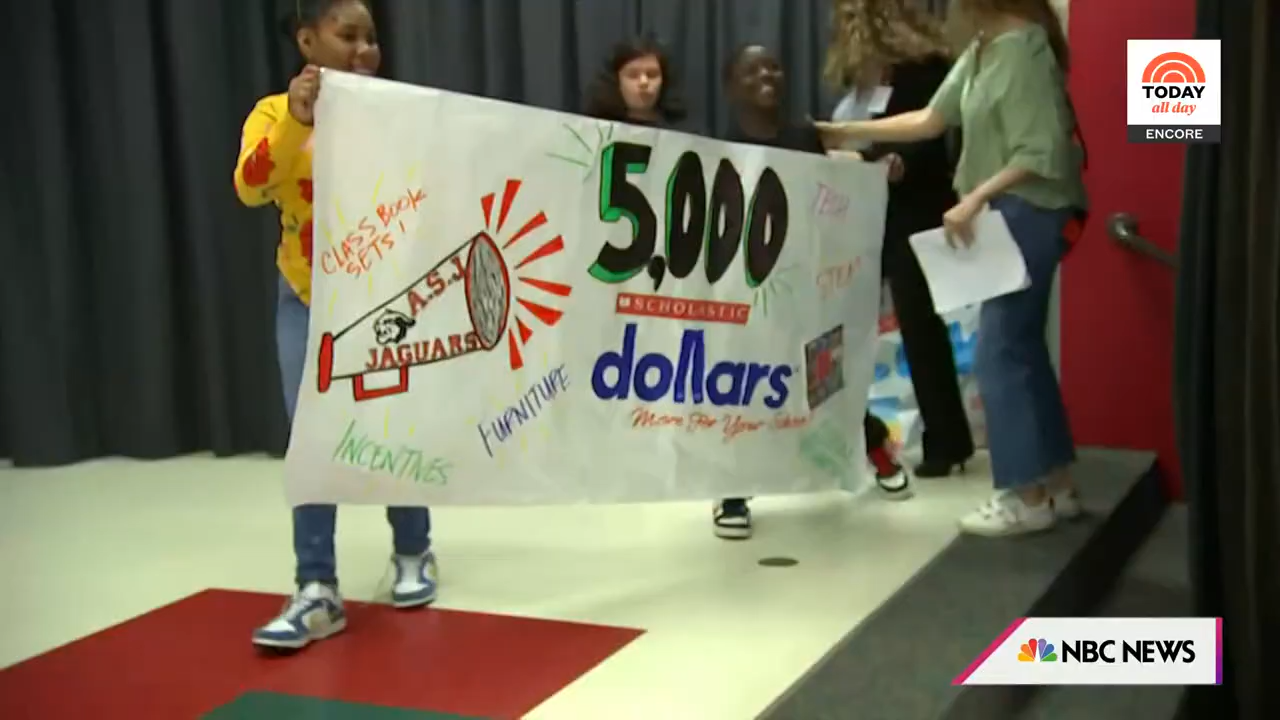 TODAY
all day
ENCORE
5,000
CLASS BOOK
SETS!
TECH
A.S.J
JAGUARS
SCHOLASTIC
dollars
More For Your
FURNITURE
INCENTIVES
NBC NEWS